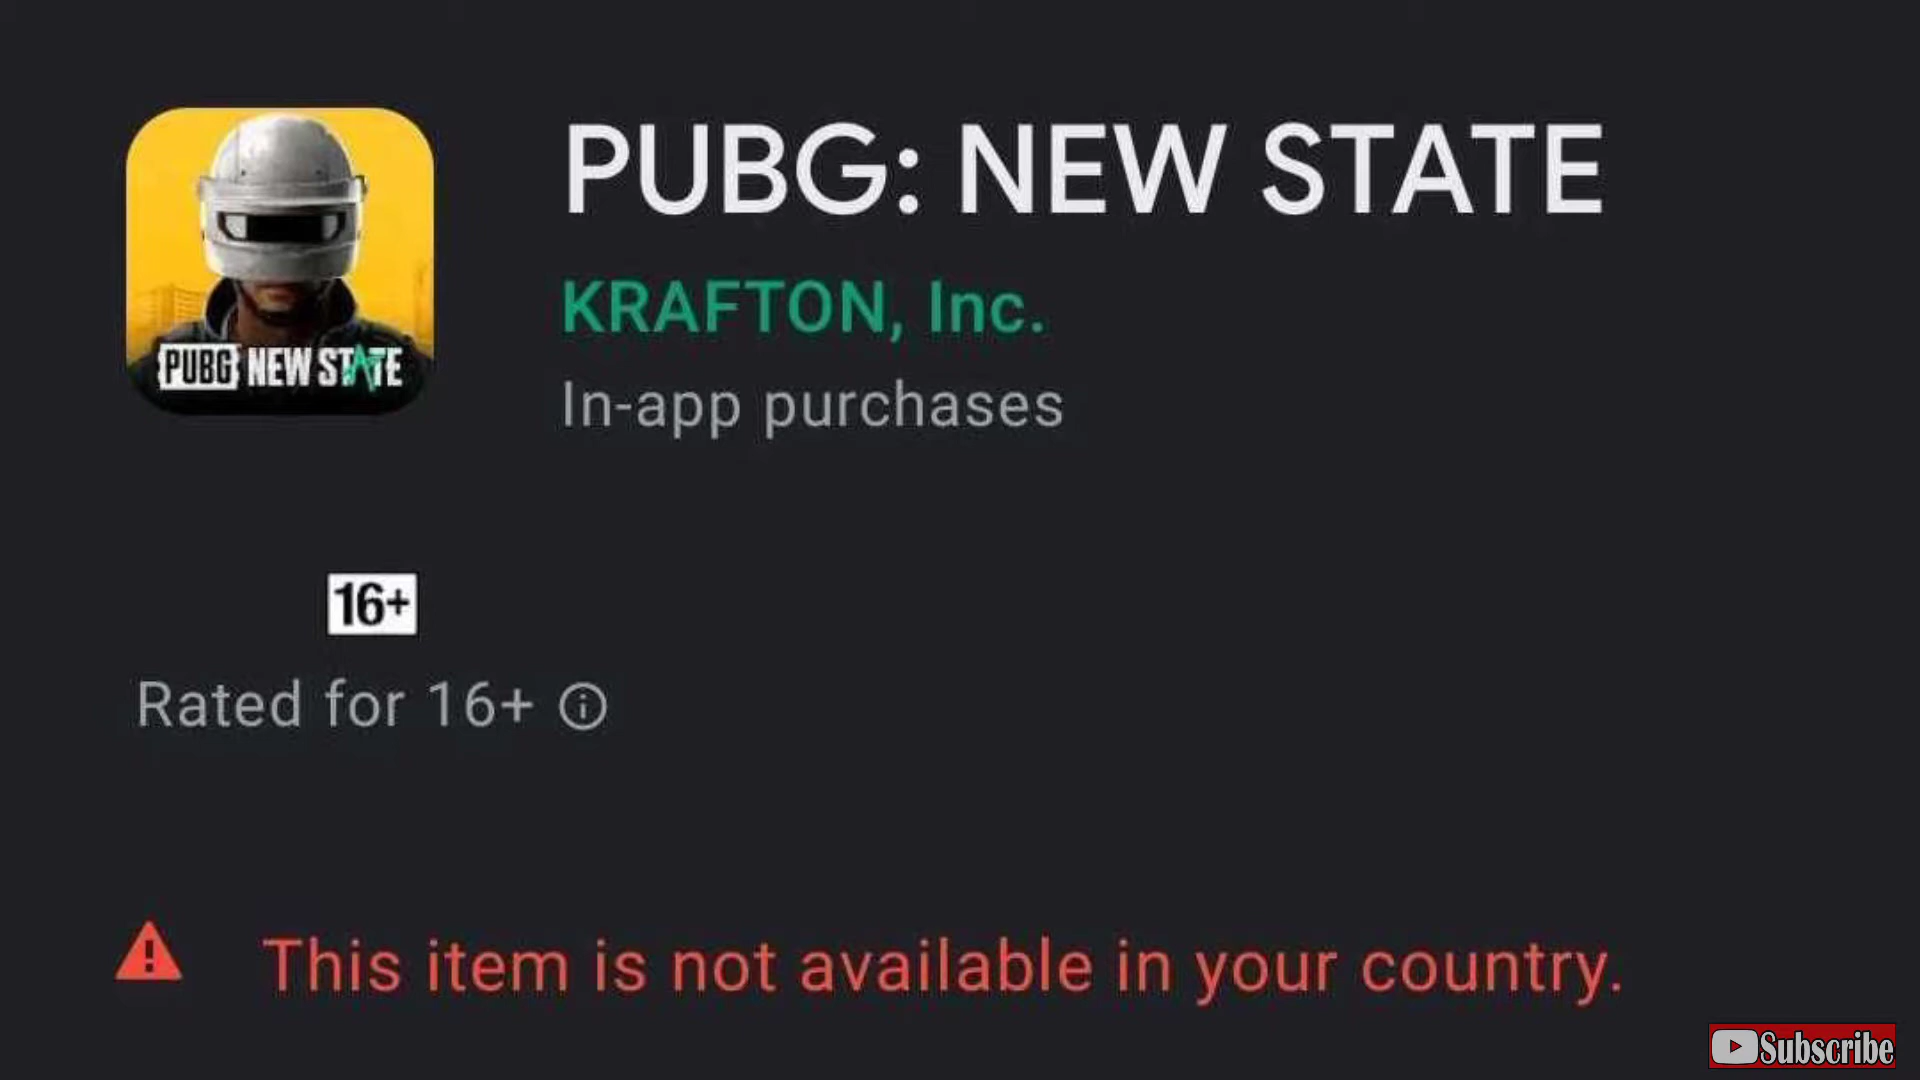 PUBG: NEW STATE
KRAFTON, Inc.
In-app purchases
PUBG NEW STATE
16+
Rated for 16+
This item is not available in your country.
Subscribe